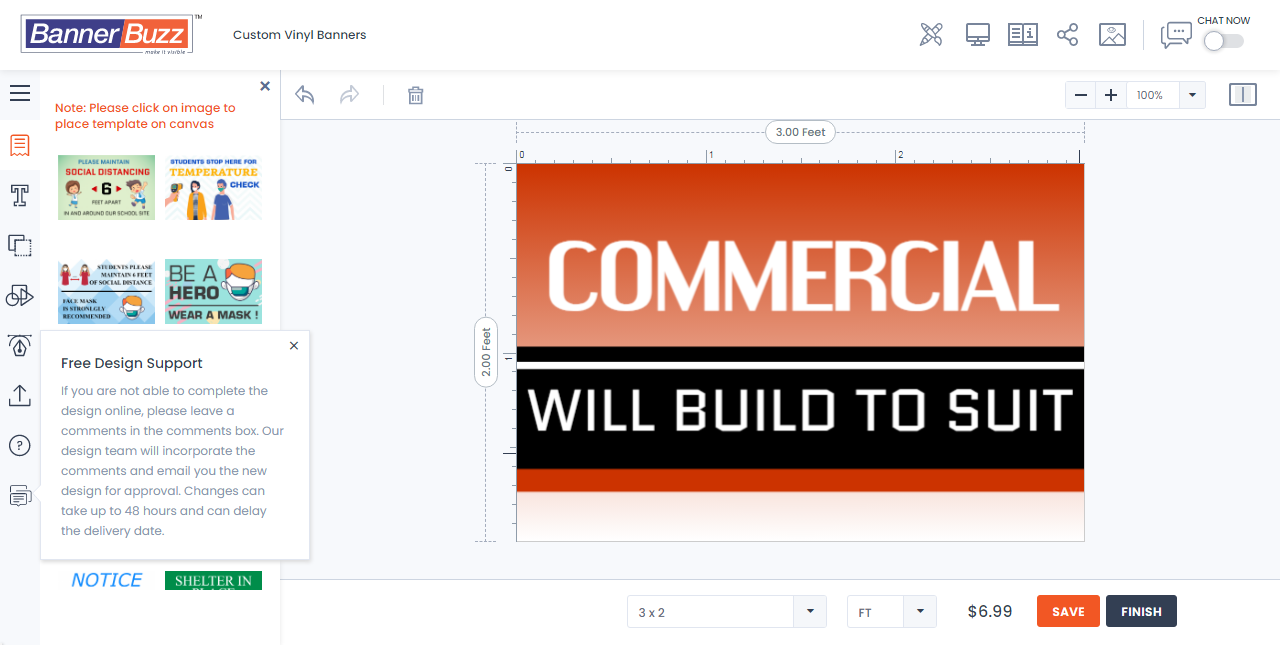 BannerBuzz™
make it visible
Custom Vinyl Banners
CHAT NOW
Note: Please click on image to
place template on canvas
PLEASE MAINTAIN
SOCIAL DISTANCING
6
FEET APART
IN AND AROUND OUR SCHOOL SITE
STUDENTS STOP HERE FOR
TEMPERATURE
CHECK
STUDENTS PLEASE
MAINTAIN 6 FEET
OF SOCIAL DISTANCE
FACE MASK
IS STRONLGLY
RECOMMENDED
BE A
HERO
WEAR A MASK !
Free Design Support
If you are not able to complete the
design online, please leave a
comments in the comments box. Our
design team will incorporate the
comments and email you the new
design for approval. Changes can
take up to 48 hours and can delay
the delivery date.
NOTICE
SHELTER IN
PLACE
100%
3.00 Feet
0 1 2
0
1
2.00 Feet
COMMERCIAL
WILL BUILD TO SUIT
3 x 2
FT
$6.99
SAVE
FINISH